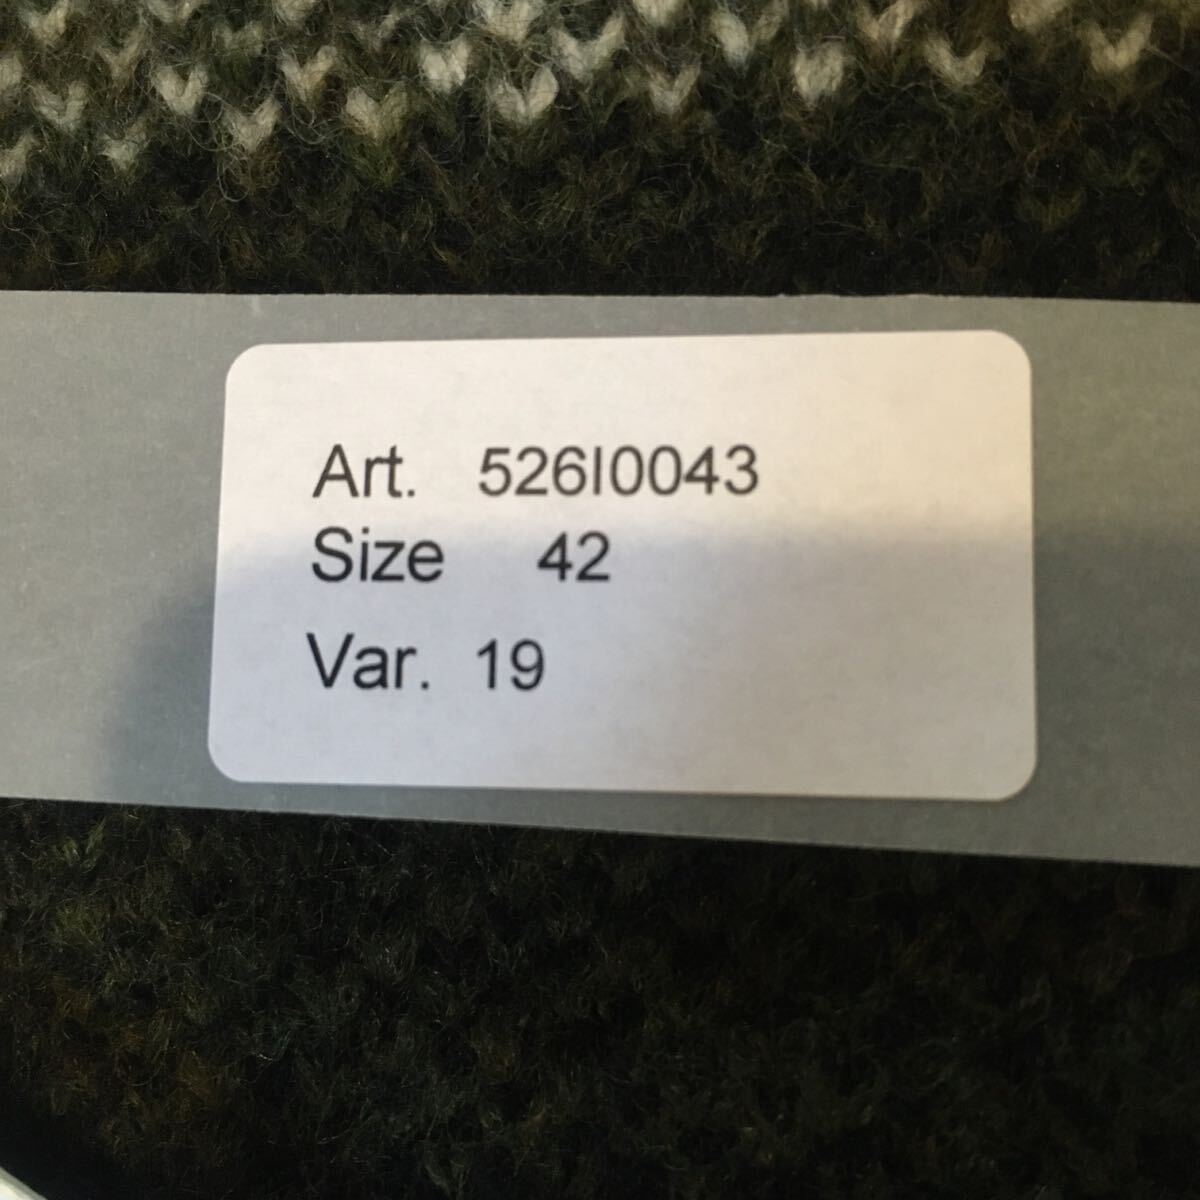 Art. 526I0043
Size 42
Var. 19